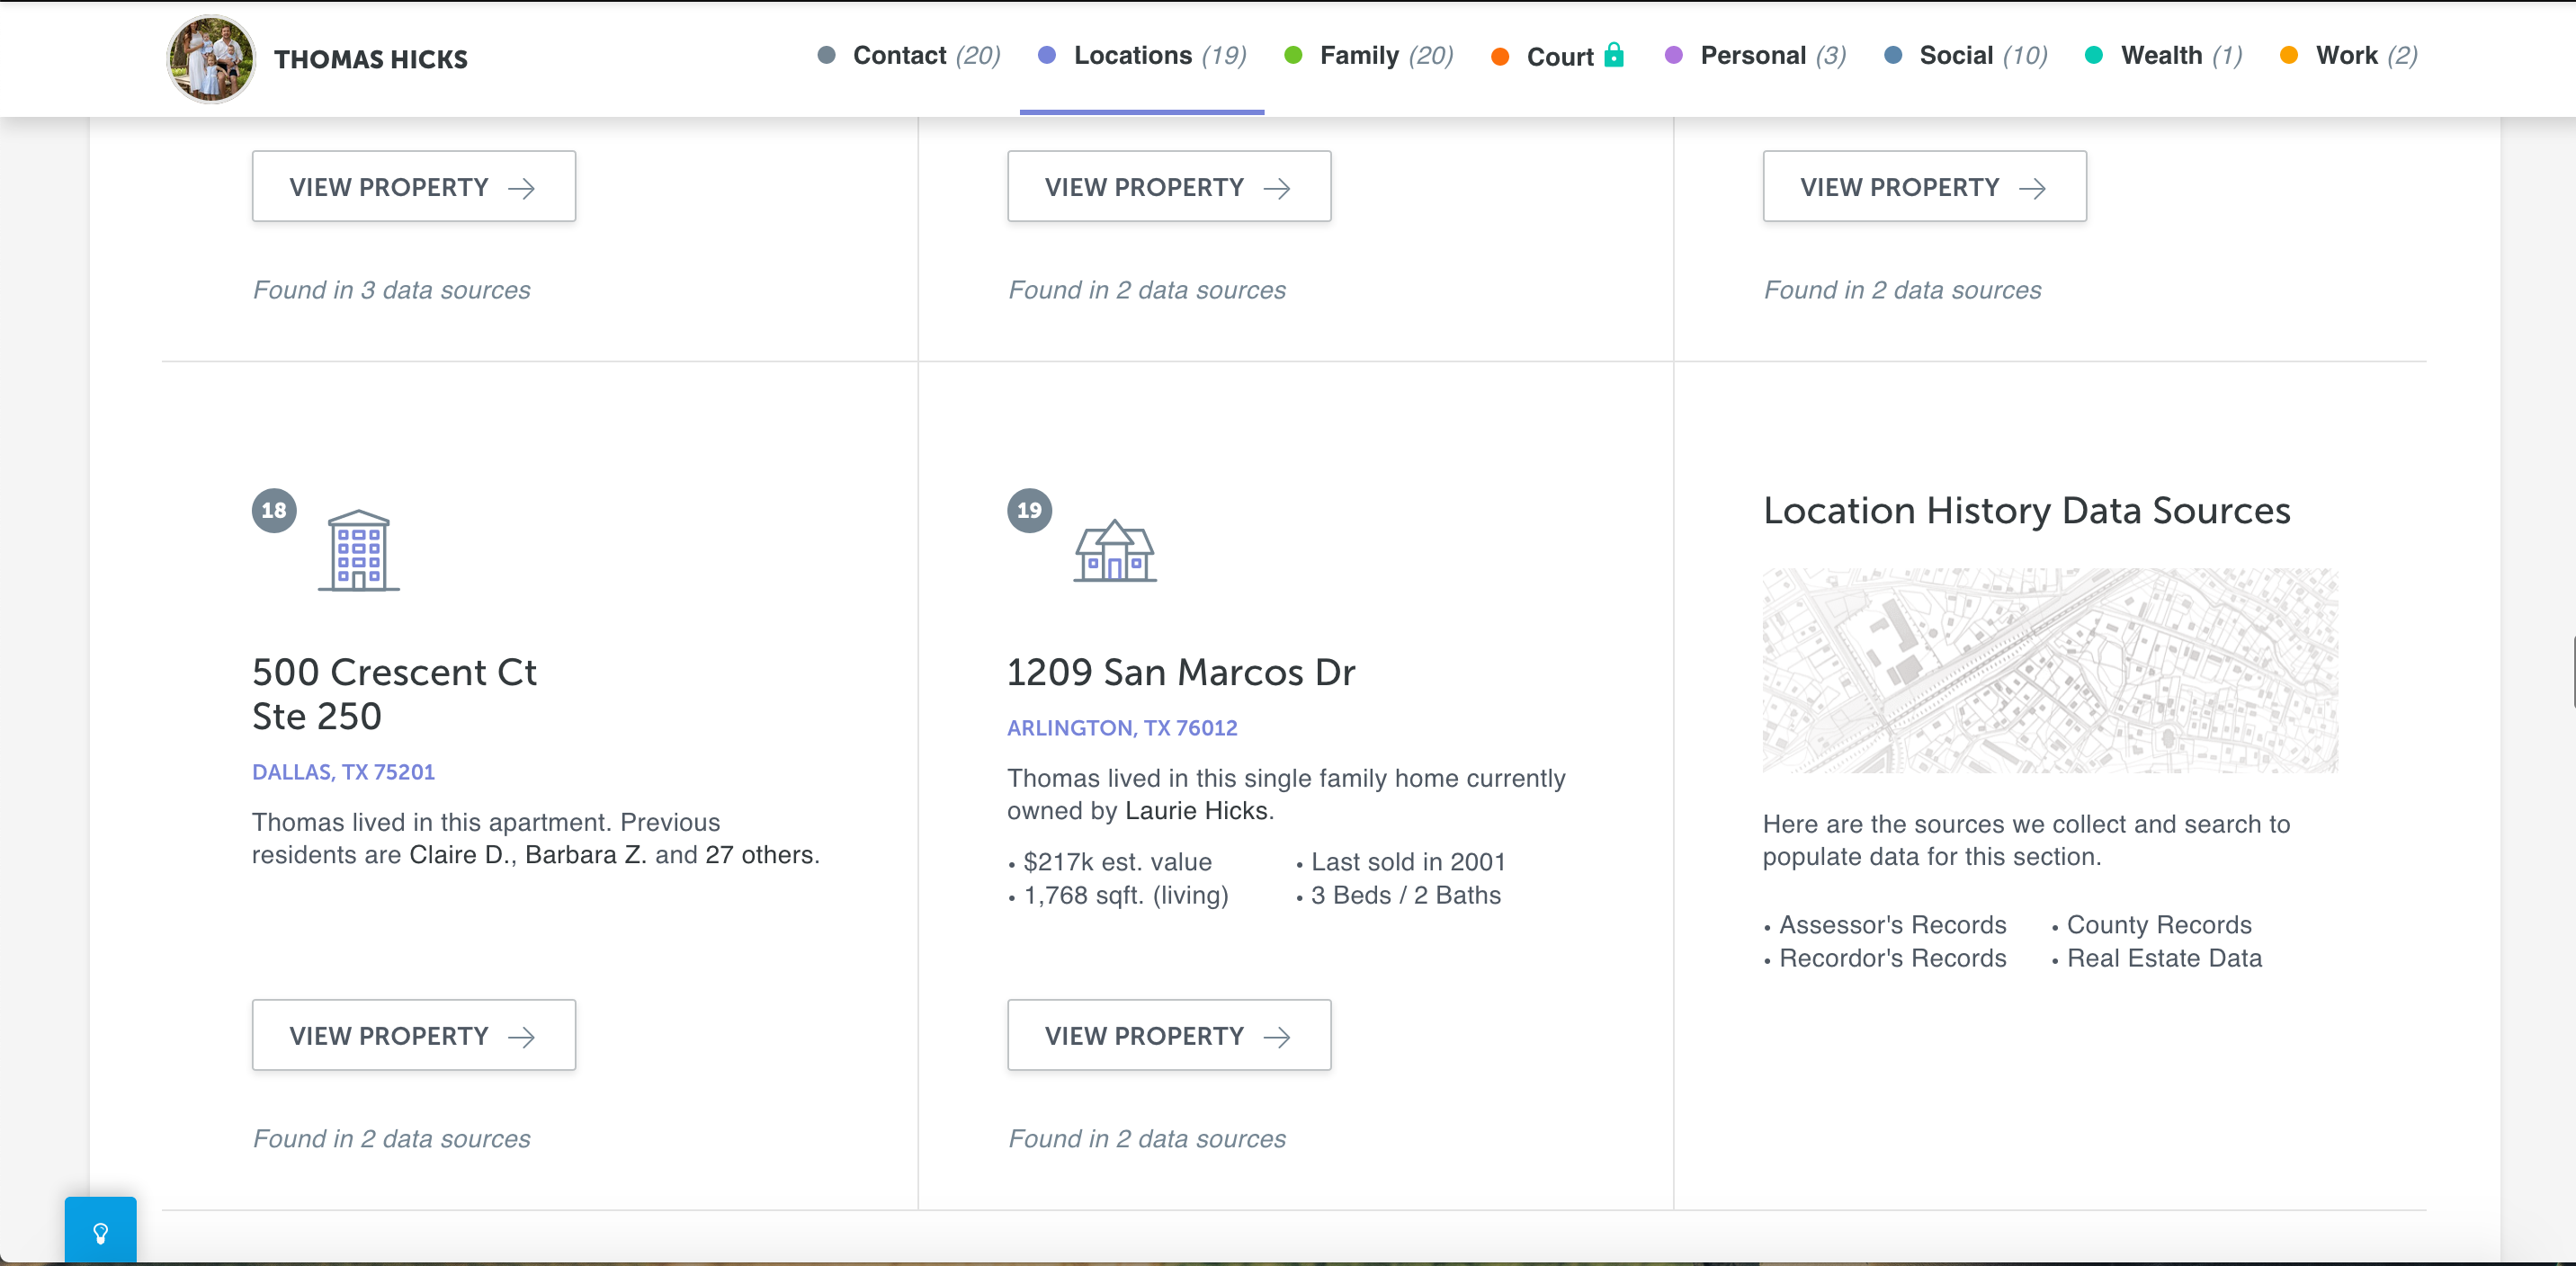 THOMAS HICKS
Contact (20)
Locations (19)
Family (20)
Court
Personal (3)
Social (10)
Wealth (1)
Work (2)
VIEW PROPERTY
Found in 3 data sources
VIEW PROPERTY
Found in 2 data sources
VIEW PROPERTY
Found in 2 data sources
18
500 Crescent Ct
Ste 250
DALLAS, TX 75201
Thomas lived in this apartment. Previous
residents are Claire D., Barbara Z. and 27 others.
VIEW PROPERTY
Found in 2 data sources
19
1209 San Marcos Dr
ARLINGTON, TX 76012
Thomas lived in this single family home currently
owned by Laurie Hicks.
• $217k est. value
• Last sold in 2001
• 1,768 sqft. (living)
• 3 Beds / 2 Baths
VIEW PROPERTY
Found in 2 data sources
Location History Data Sources
Here are the sources we collect and search to
populate data for this section.
• Assessor's Records
• County Records
• Recordor's Records
• Real Estate Data